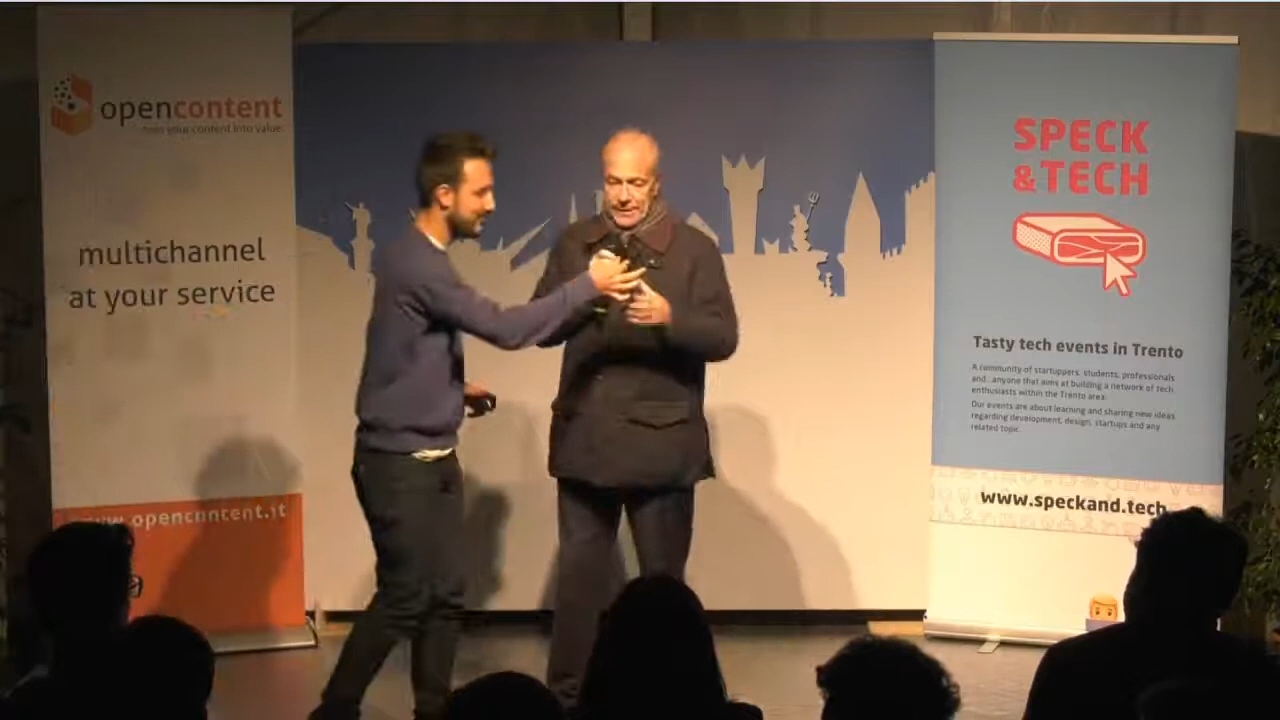 opencontent
turn your content into value.
multichannel
at your service
www.opencontent.it
SPECK
&TECH
Tasty tech events in Trento
A community of startuppers, students, professionals
and...anyone that aims at building a network of tech
enthusiasts within the Trento area.
Our events are about learning and sharing new ideas
regarding development, design, startups and any
related topic.
www.speckand.tech